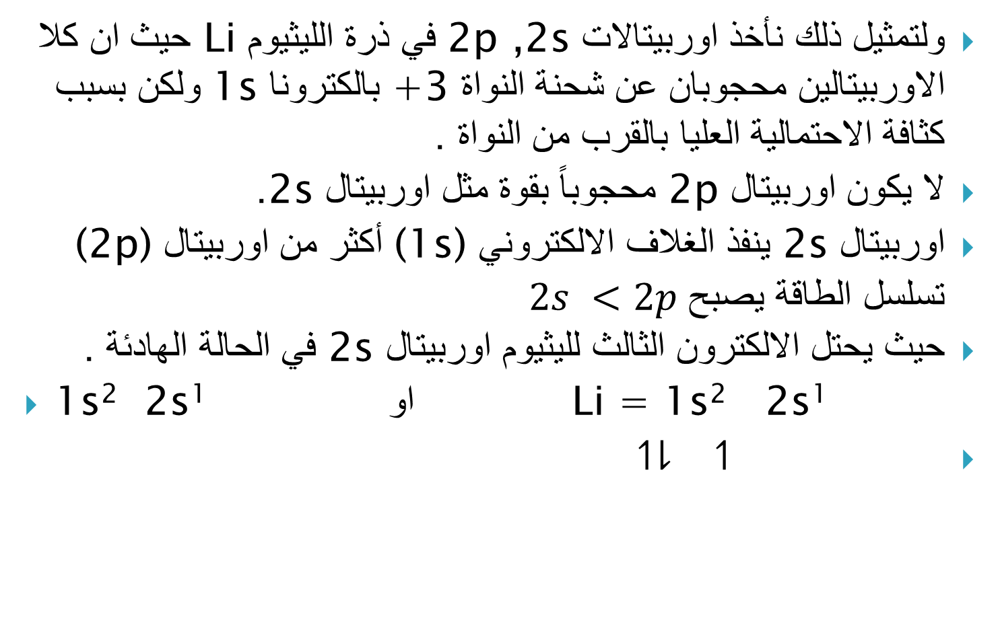 ولتمثيل ذلك نأخذ اوربيتالات 2p ,2s في ذرة الليثيوم Li حيث ان كلا
الاوربيتالين محجوبان عن شحنة النواة 3+ بالكترونا 1s ولكن بسبب
كثافة الاحتمالية العليا بالقرب من النواة .
لا يكون اوربيتال 2p محجوباً بقوة مثل اوربيتال 2s.
اوربيتال 2s ينفذ الغلاف الالكتروني (1s) أكثر من اوربيتال (2p)
تسلسل الطاقة يصبح 2s < 2p
حيث يحتل الالكترون الثالث لليثيوم اوربيتال 2s في الحالة الهادئة .
1s² 2s¹ او Li = 1s² 2s¹
↿⇂ ↿